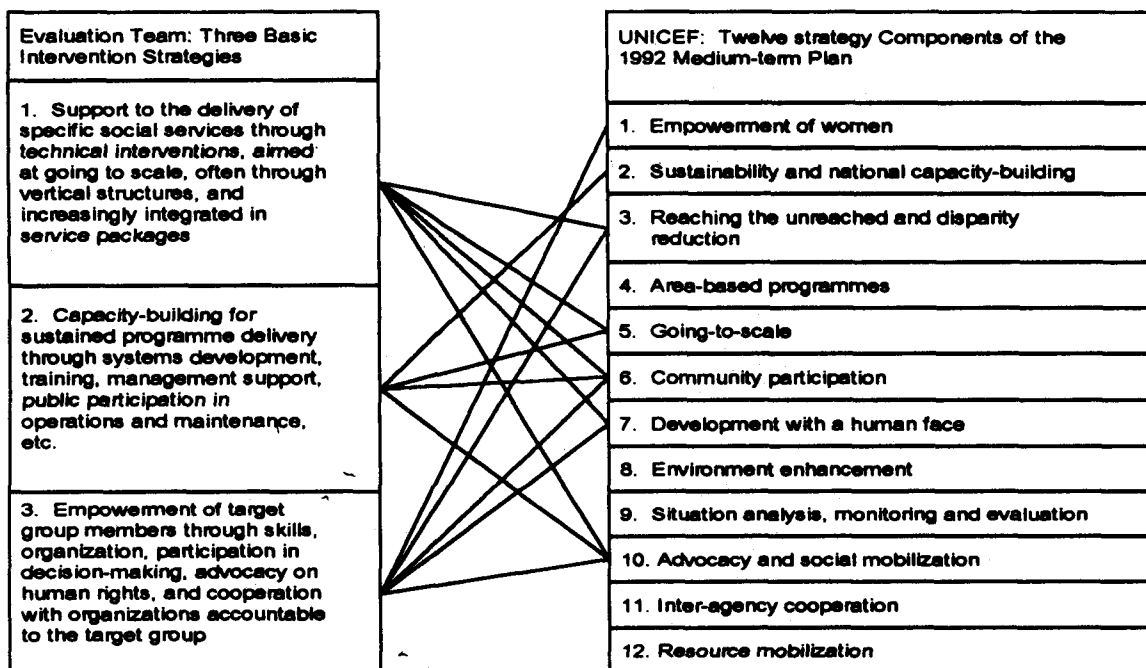 Evaluation Team: Three Basic
Intervention Strategies
1. Support to the delivery of
specific social services through
technical interventions, aimed
at going to scale, often through
vertical structures, and
increasingly integrated in
service packages
2. Capacity-building for
sustained programme delivery
through systems development,
training, management support,
public participation in
operations and maintenance,
etc.
3. Empowerment of target
group members through skills,
organization, participation in
decision-making, advocacy on
human rights, and cooperation
with organizations accountable
to the target group
UNICEF: Twelve strategy Components of the
1992 Medium-term Plan
1. Empowerment of women
2. Sustainability and national capacity-building
3. Reaching the unreached and disparity
reduction
4. Area-based programmes
5. Going-to-scale
6. Community participation
7. Development with a human face
8. Environment enhancement
9. Situation analysis, monitoring and evaluation
10. Advocacy and social mobilization
11. Inter-agency cooperation
12. Resource mobilization